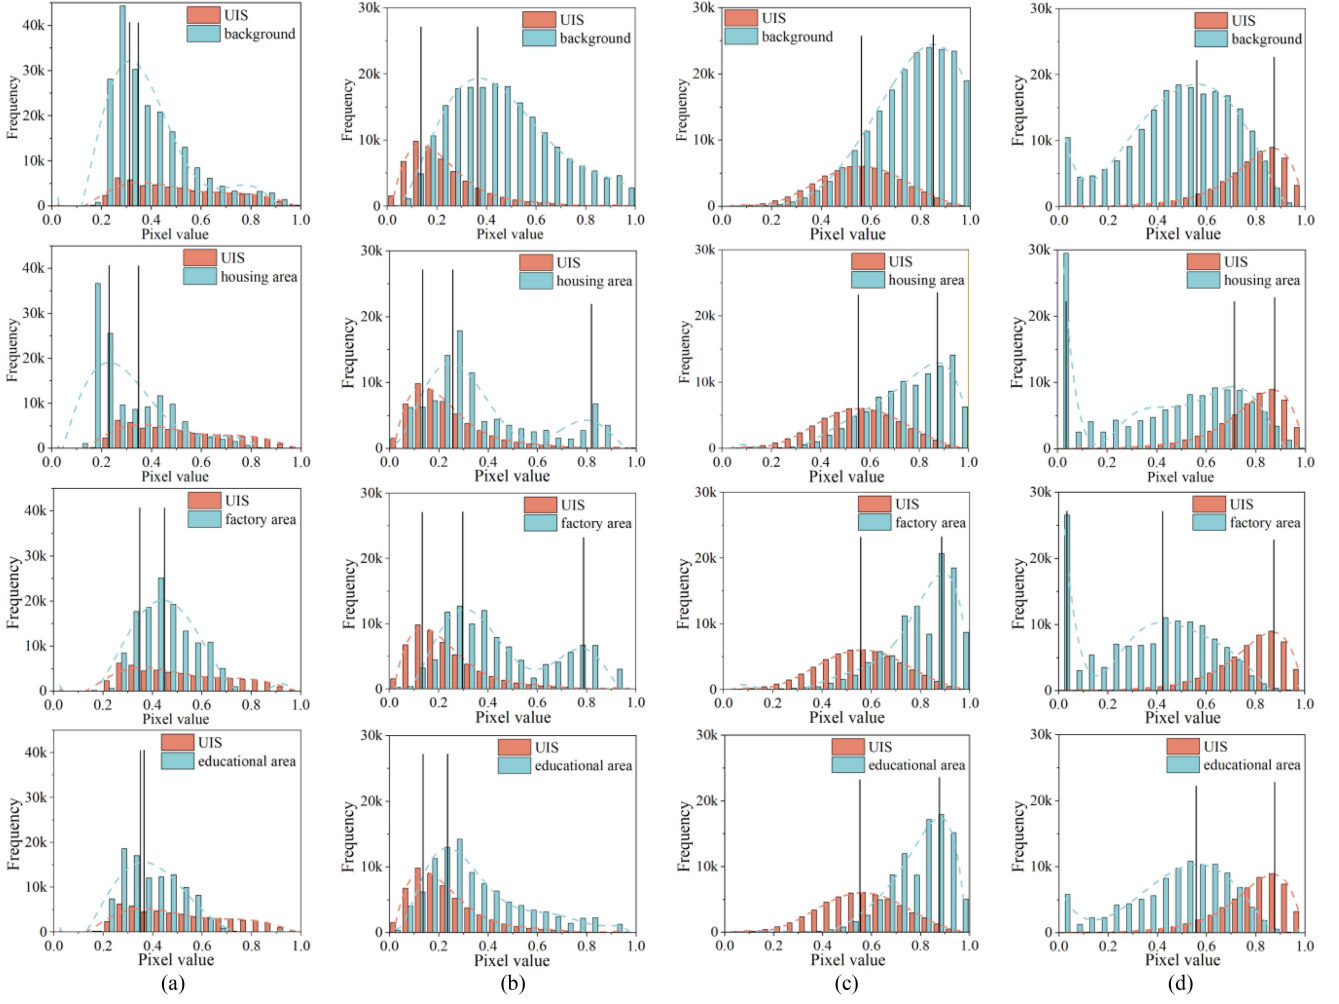 UIS
background
Frequency
40k
30k
20k
10k
0
0.0 0.2 0.4 0.6 0.8 1.0
Pixel value
UIS
background
Frequency
30k
20k
10k
0
0.0 0.2 0.4 0.6 0.8 1.0
Pixel value
UIS
background
Frequency
30k
20k
10k
0
0.0 0.2 0.4 0.6 0.8 1.0
Pixel value
UIS
background
Frequency
30k
20k
10k
0
0.0 0.2 0.4 0.6 0.8 1.0
Pixel value
UIS
housing area
Frequency
40k
30k
20k
10k
0
0.0 0.2 0.4 0.6 0.8 1.0
Pixel value
UIS
housing area
Frequency
30k
20k
10k
0
0.0 0.2 0.4 0.6 0.8 1.0
Pixel value
UIS
housing area
Frequency
30k
20k
10k
0
0.0 0.2 0.4 0.6 0.8 1.0
Pixel value
UIS
housing area
Frequency
30k
20k
10k
0
0.0 0.2 0.4 0.6 0.8 1.0
Pixel value
UIS
factory area
Frequency
40k
30k
20k
10k
0
0.0 0.2 0.4 0.6 0.8 1.0
Pixel value
UIS
factory area
Frequency
30k
20k
10k
0
0.0 0.2 0.4 0.6 0.8 1.0
Pixel value
UIS
factory area
Frequency
30k
20k
10k
0
0.0 0.2 0.4 0.6 0.8 1.0
Pixel value
UIS
factory area
Frequency
30k
20k
10k
0
0.0 0.2 0.4 0.6 0.8 1.0
Pixel value
UIS
educational area
Frequency
40k
30k
20k
10k
0
0.0 0.2 0.4 0.6 0.8 1.0
Pixel value
UIS
educational area
Frequency
30k
20k
10k
0
0.0 0.2 0.4 0.6 0.8 1.0
Pixel value
UIS
educational area
Frequency
30k
20k
10k
0
0.0 0.2 0.4 0.6 0.8 1.0
Pixel value
UIS
educational area
Frequency
30k
20k
10k
0
0.0 0.2 0.4 0.6 0.8 1.0
Pixel value
(a) (b) (c) (d)